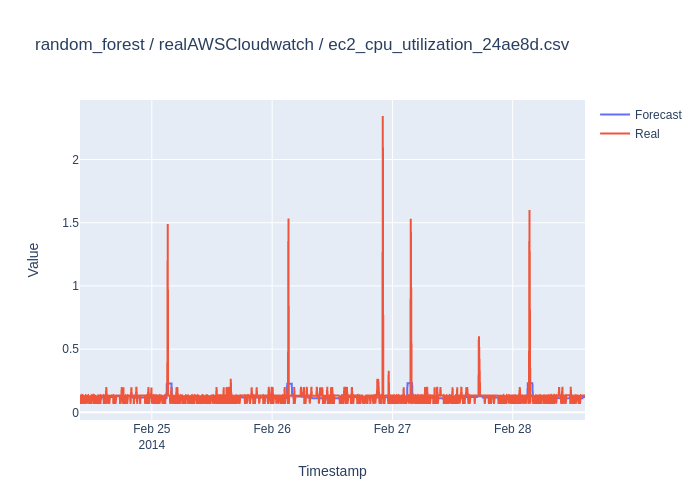 random_forest / realAWSCloudwatch / ec2_cpu_utilization_24ae8d.csv
Forecast
Real
2
1.5
1
0.5
0
Value
Feb 25
2014
Feb 26
Feb 27
Feb 28
Timestamp